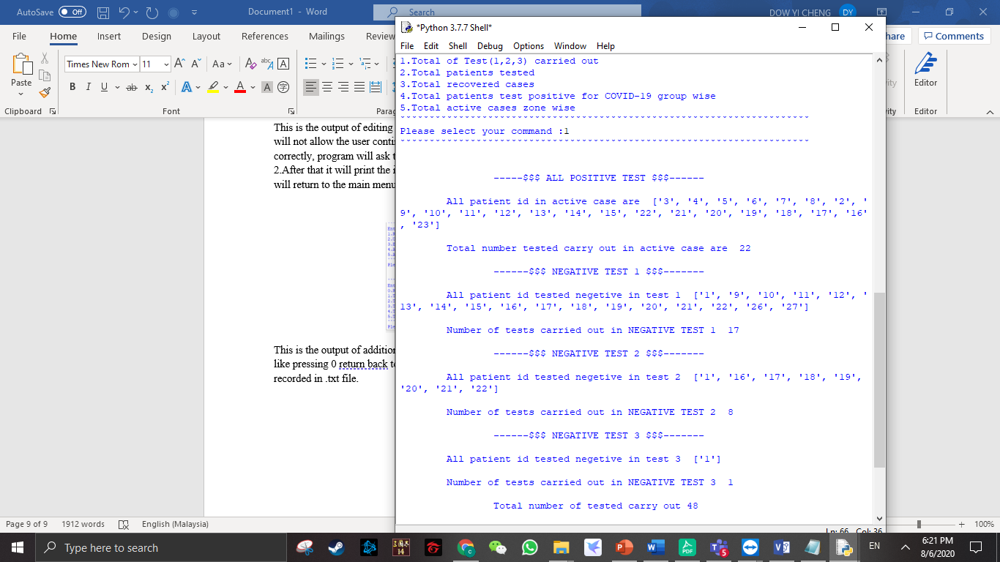 AutoSave Off Document1 - Word Search DOW YI CHENG DY
File Home Insert Design Layout References Mailings Review Comments
Times New Rom 11 Aa
Paste
Clipboard Font Editor Editor
*Python 3.7.7 Shell*
File Edit Shell Debug Options Window Help
1.Total of Test(1,2,3) carried out
2.Total patients tested
3.Total recovered cases
4.Total patients test positive for COVID-19 group wise
5.Total active cases zone wise
----------------------------------------------------------------------
Please select your command :1
----------------------------------------------------------------------
-----$$$ ALL POSITIVE TEST $$$------
All patient id in active case are ['3', '4', '5', '6', '7', '8', '2', '
9', '10', '11', '12', '13', '14', '15', '22', '21', '20', '19', '18', '17', '16'
, '23']
Total number tested carry out in active case are 22
------$$$ NEGATIVE TEST 1 $$$-------
All patient id tested negetive in test 1 ['1', '9', '10', '11', '12', '
13', '14', '15', '16', '17', '18', '19', '20', '21', '22', '26', '27']
Number of tests carried out in NEGATIVE TEST 1 17
------$$$ NEGATIVE TEST 2 $$$-------
All patient id tested negetive in test 2 ['1', '16', '17', '18', '19',
'20', '21', '22']
Number of tests carried out in NEGATIVE TEST 2 8
------$$$ NEGATIVE TEST 3 $$$-------
All patient id tested negetive in test 3 ['1']
Number of tests carried out in NEGATIVE TEST 3 1
Total number of tested carry out 48
Ln: 66 Col: 36
This is the output of editing
will not allow the user
correctly, program will ask
2.After that it will print the
will return to the main menu
This is the output of
like pressing 0 return back
recorded in .txt file.
Page 9 of 9 1912 words English (Malaysia) 100%
Type here to search EN 6:21 PM
8/6/2020